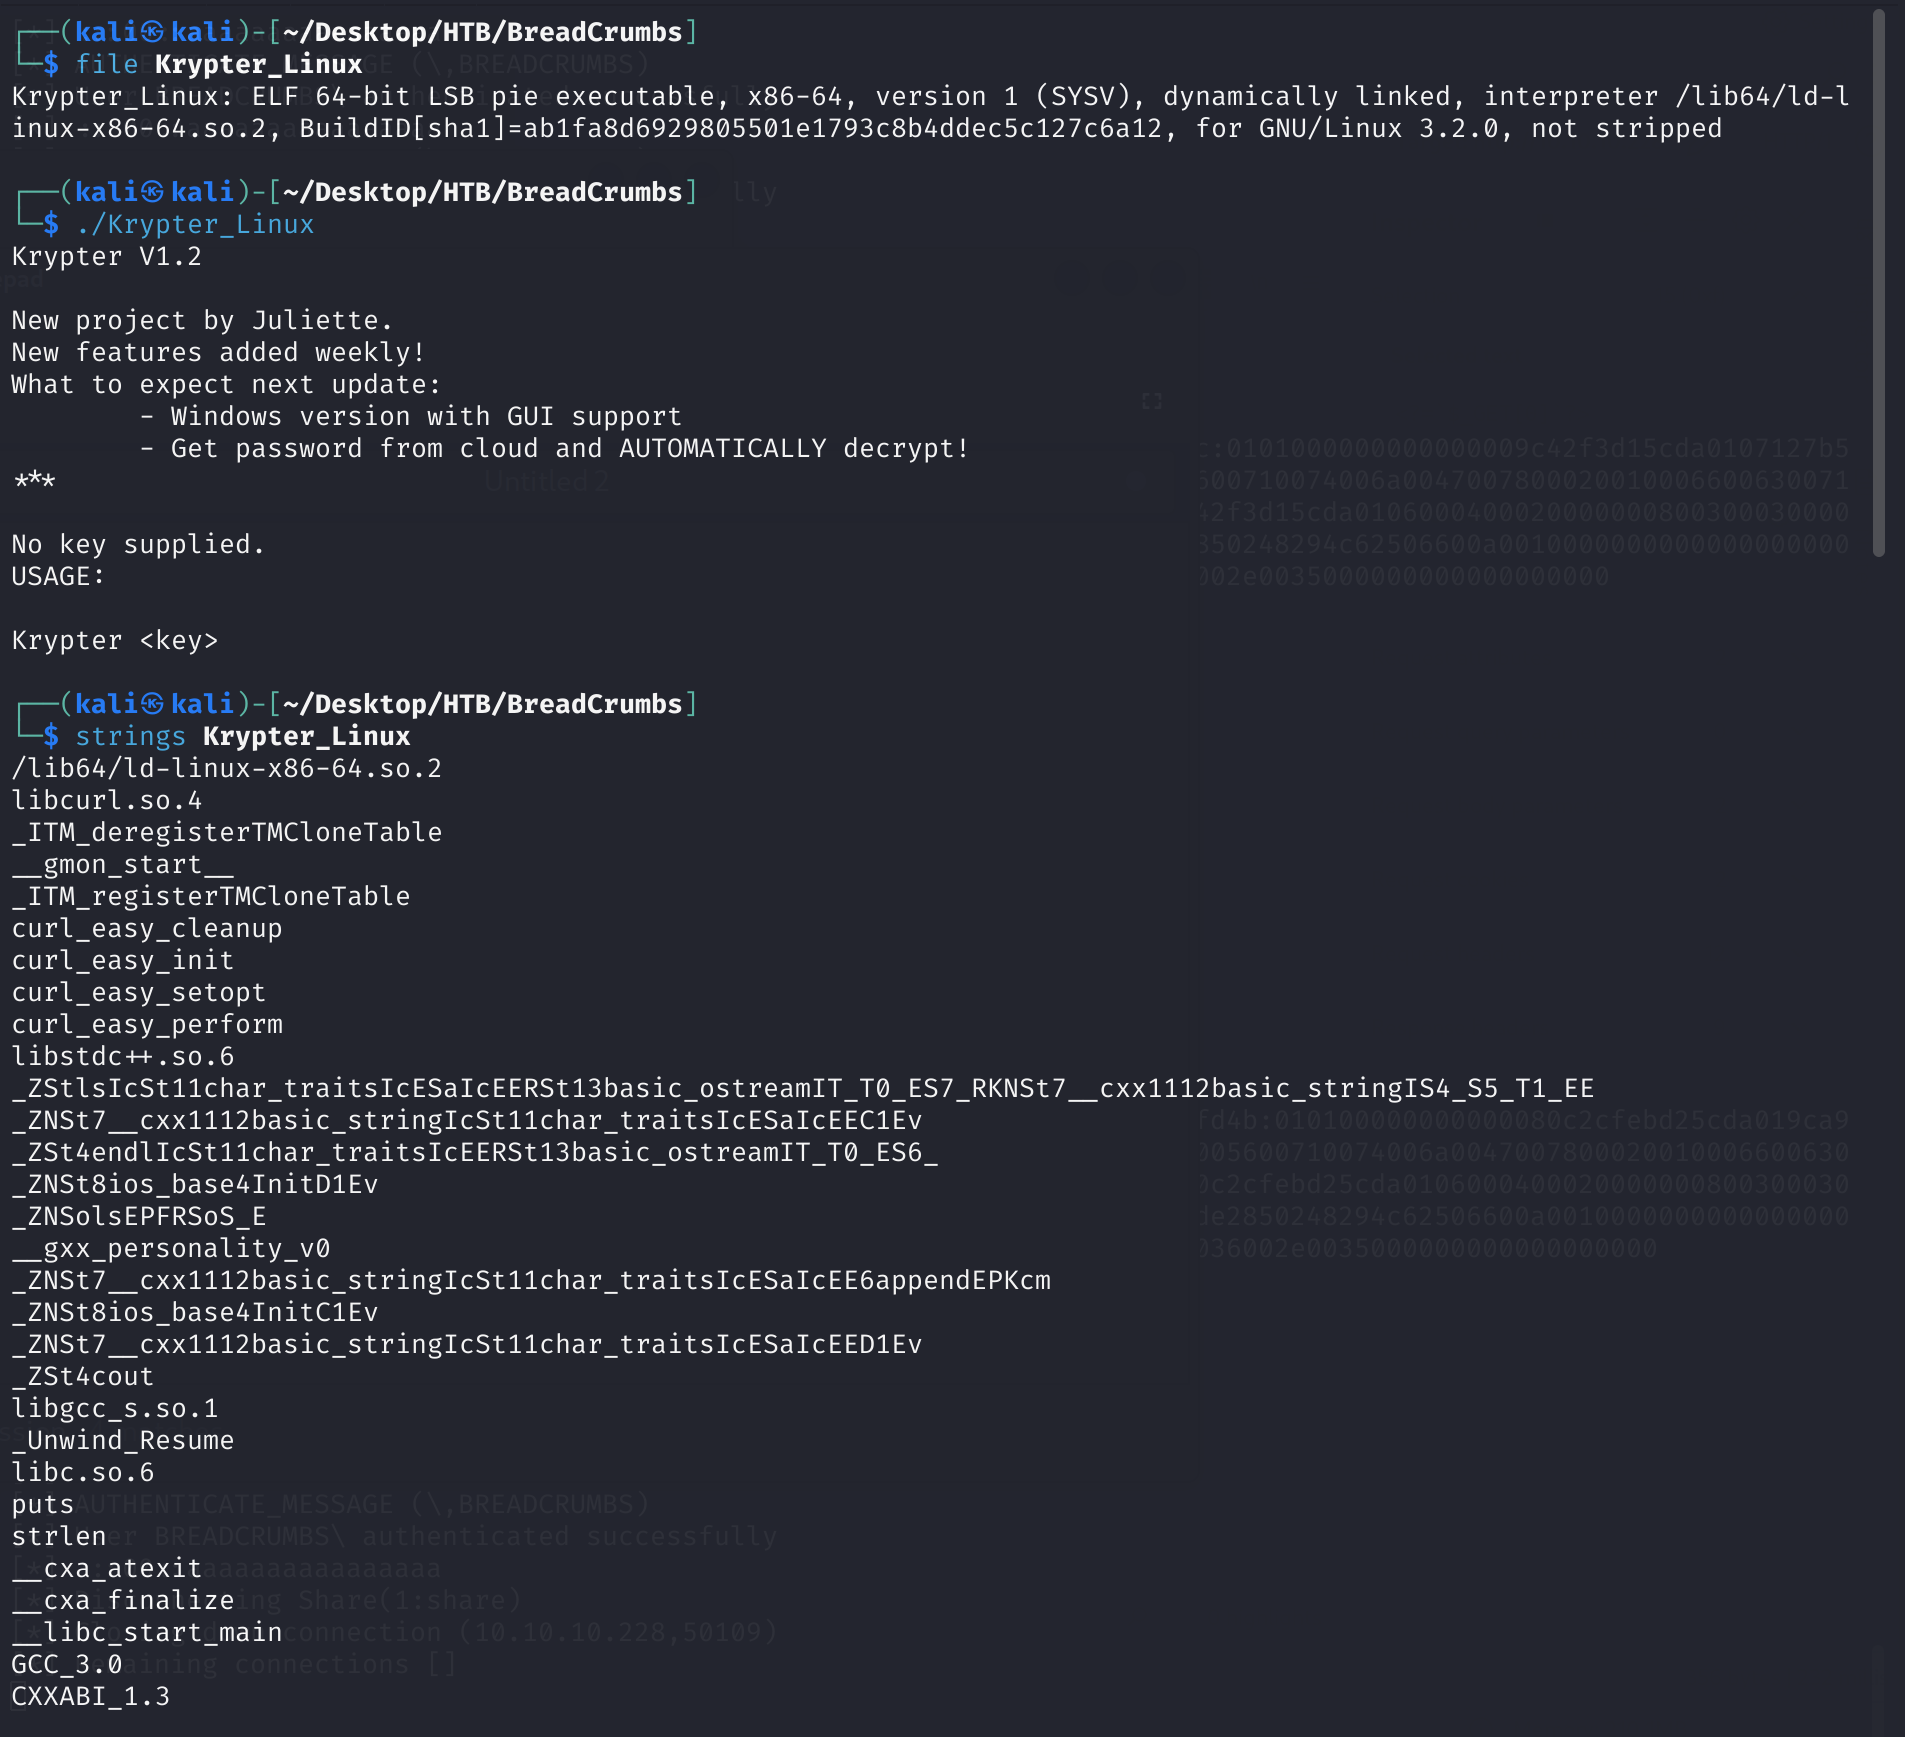 ┌──(kali㉿kali)-[~/Desktop/HTB/BreadCrumbs]
└─$ file Krypter_Linux
Krypter_Linux: ELF 64-bit LSB pie executable, x86-64, version 1 (SYSV), dynamically linked, interpreter /lib64/ld-l
inux-x86-64.so.2, BuildID[sha1]=ab1fa8d6929805501e1793c8b4ddec5c127c6a12, for GNU/Linux 3.2.0, not stripped
┌──(kali㉿kali)-[~/Desktop/HTB/BreadCrumbs]
└─$ ./Krypter_Linux
Krypter V1.2
New project by Juliette.
New features added weekly!
What to expect next update:
- Windows version with GUI support
- Get password from cloud and AUTOMATICALLY decrypt!
***
No key supplied.
USAGE:
Krypter <key>
┌──(kali㉿kali)-[~/Desktop/HTB/BreadCrumbs]
└─$ strings Krypter_Linux
/lib64/ld-linux-x86-64.so.2
libcurl.so.4
_ITM_deregisterTMCloneTable
__gmon_start__
_ITM_registerTMCloneTable
curl_easy_cleanup
curl_easy_init
curl_easy_setopt
curl_easy_perform
libstdc++.so.6
_ZStlsIcSt11char_traitsIcESaIcEERSt13basic_ostreamIT_T0_ES7_RKNSt7__cxx1112basic_stringIS4_S5_T1_EE
_ZNSt7__cxx1112basic_stringIcSt11char_traitsIcESaIcEEC1Ev
_ZSt4endlIcSt11char_traitsIcEERSt13basic_ostreamIT_T0_ES6_
_ZNSt8ios_base4InitD1Ev
_ZNSolsEPFRSoS_E
__gxx_personality_v0
_ZNSt7__cxx1112basic_stringIcSt11char_traitsIcESaIcEE6appendEPKcm
_ZNSt8ios_base4InitC1Ev
_ZNSt7__cxx1112basic_stringIcSt11char_traitsIcESaIcEED1Ev
_ZSt4cout
libgcc_s.so.1
_Unwind_Resume
libc.so.6
puts
strlen
__cxa_atexit
__cxa_finalize
__libc_start_main
GCC_3.0
CXXABI_1.3